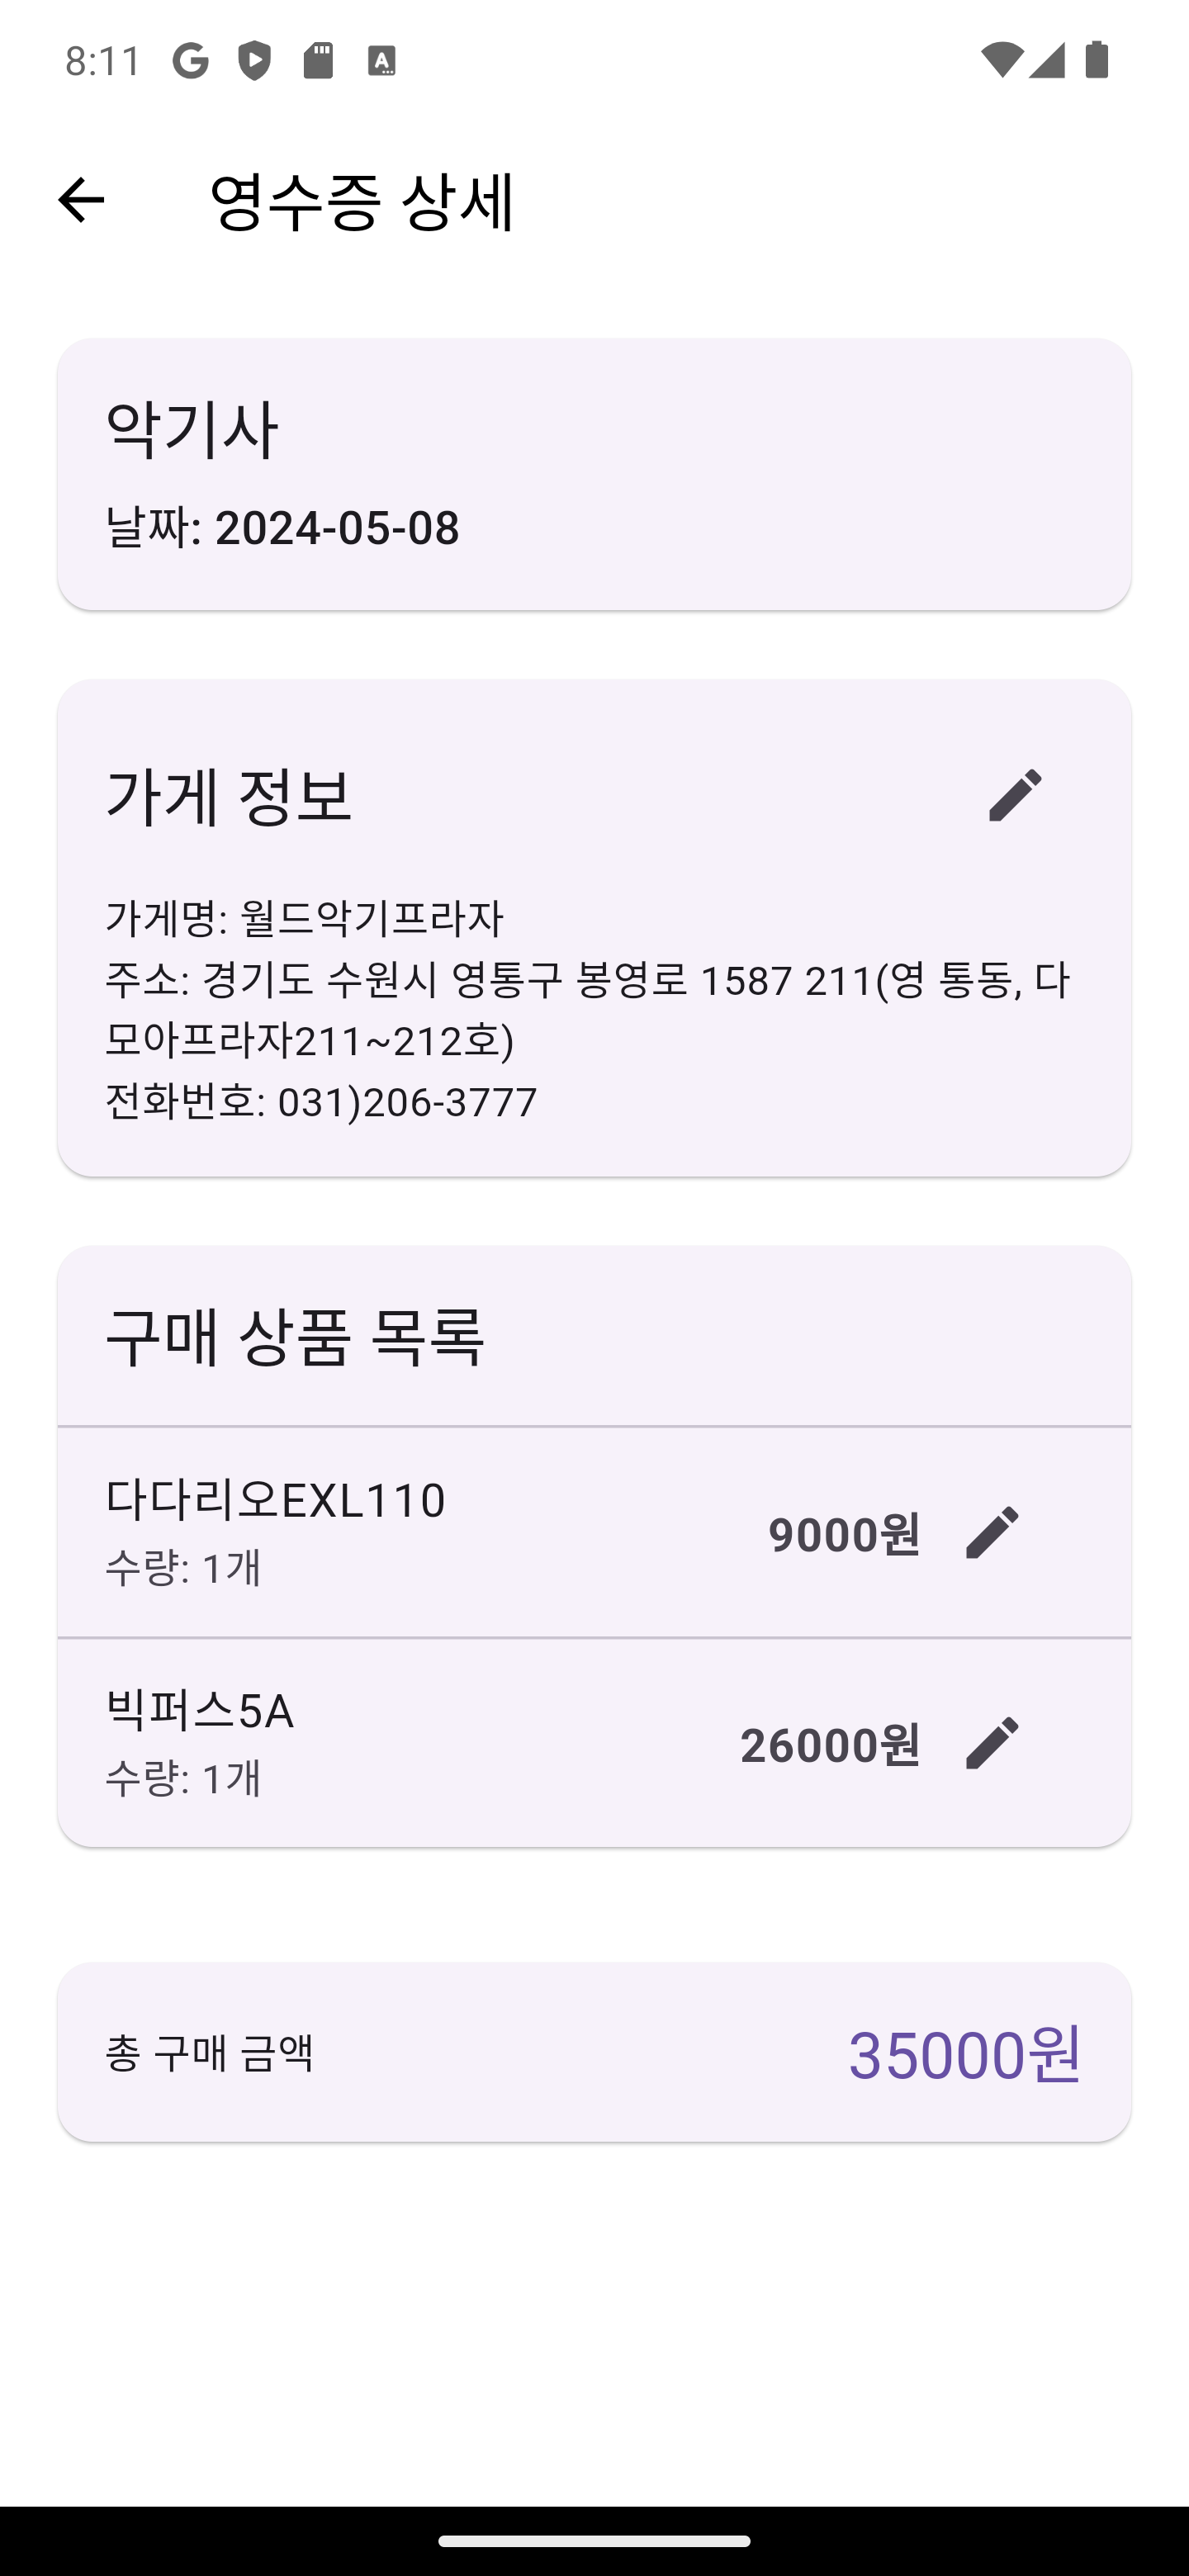 8:11
영수증 상세
악기사
날짜: 2024-05-08
가게 정보
가게명: 월드악기프라자
주소: 경기도 수원시 영통구 봉영로 1587 211(영 통동, 다
모아프라자211~212호)
전화번호: 031)206-3777
구매 상품 목록
다다리오EXL110
9000원
수량: 1개
빅퍼스5A
26000원
수량: 1개
총 구매 금액
35000원